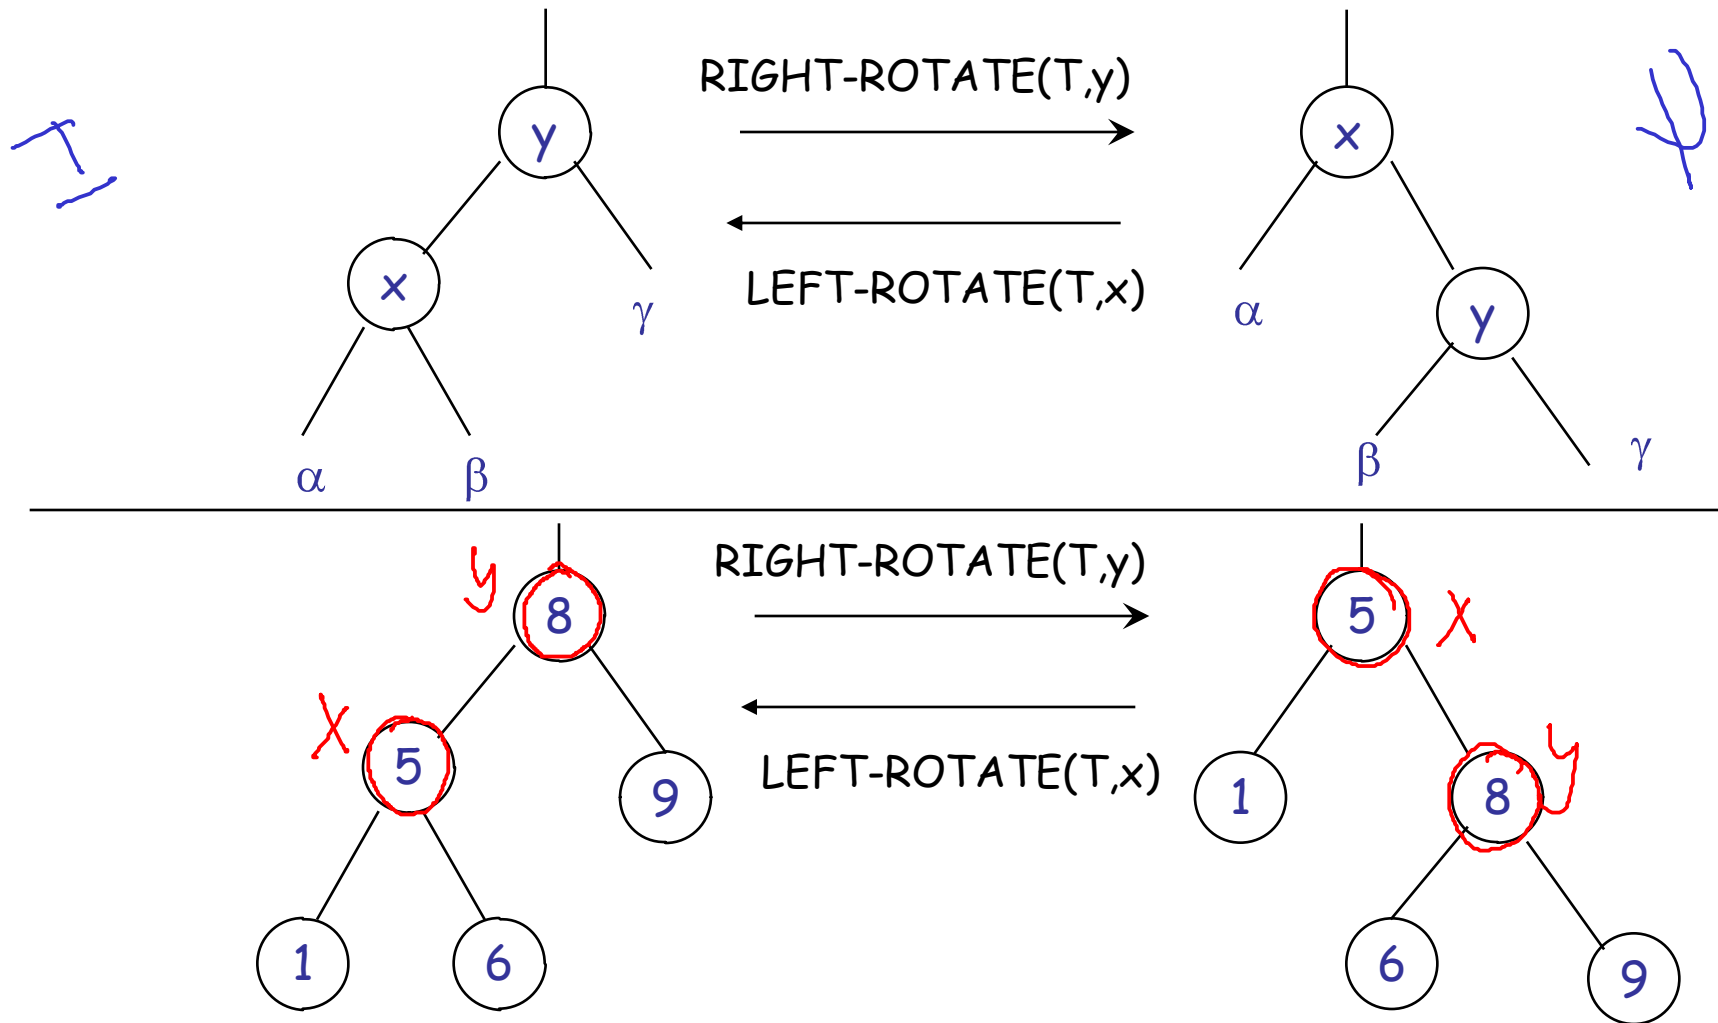 RIGHT-ROTATE(T,y)
y
x
x
γ
LEFT-ROTATE(T,x)
α
y
α
β
β
γ
y
8
RIGHT-ROTATE(T,y)
5
x
x
5
9
LEFT-ROTATE(T,x)
1
8
y
1
6
6
9